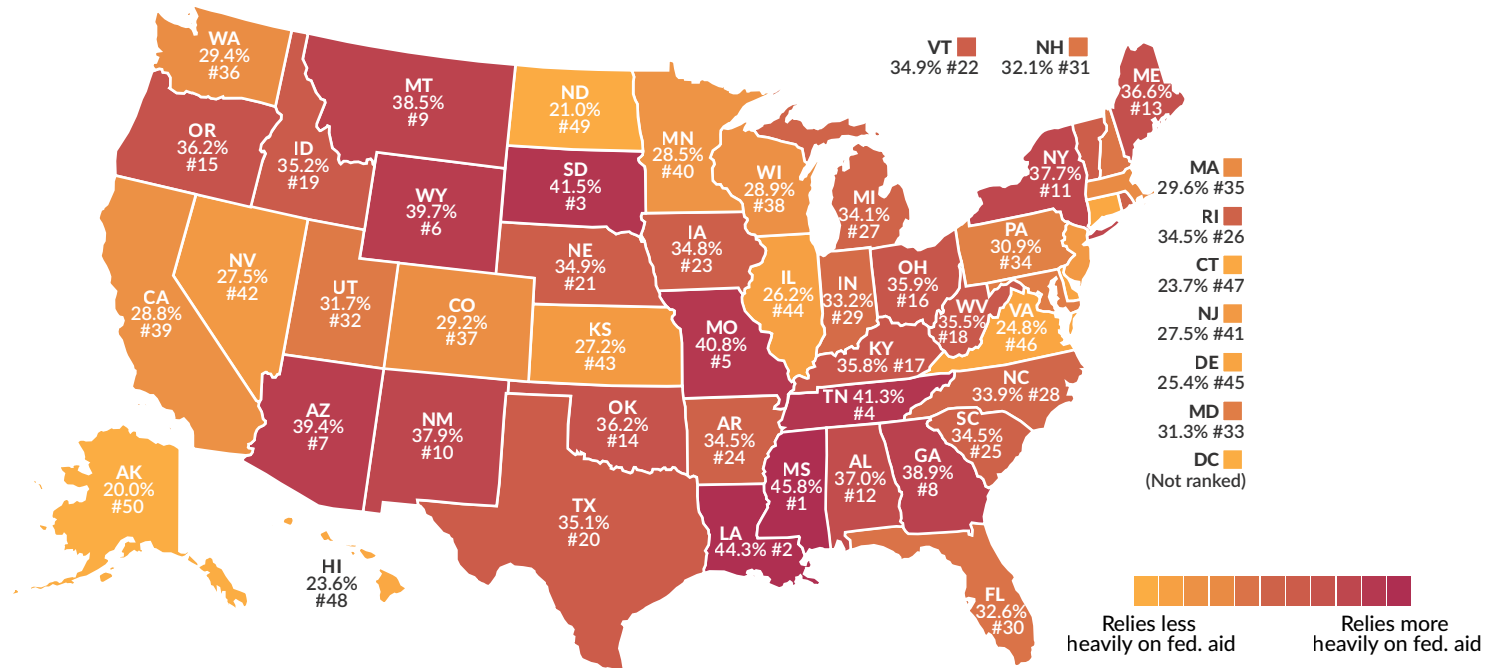 WA
29.4%
#36
MT
38.5%
#9
ND
21.0%
#49
MN
28.5%
#40
VT
34.9% #22
NH
32.1% #31
ME
36.6%
#13
OR
36.2%
#15
ID
35.2%
#19
WY
39.7%
#6
SD
41.5%
#3
WI
28.9%
#38
MI
34.1%
#27
NY
37.7%
#11
MA
29.6% #35
RI
34.5% #26
CT
23.7% #47
NJ
27.5% #41
DE
25.4% #45
MD
31.3% #33
DC
(Not ranked)
CA
28.8%
#39
NV
27.5%
#42
UT
31.7%
#32
CO
29.2%
#37
NE
34.9%
#21
IA
34.8%
#23
IL
26.2%
#44
IN
33.2%
#29
OH
35.9%
#16
PA
30.9%
#34
WV
35.5%
#18
VA
24.8%
#46
KS
27.2%
#43
MO
40.8%
#5
KY
35.8% #17
NC
33.9% #28
TN 41.3%
#4
SC
34.5%
#25
AZ
39.4%
#7
NM
37.9%
#10
OK
36.2%
#14
AR
34.5%
#24
MS
45.8%
#1
AL
37.0%
#12
GA
38.9%
#8
TX
35.1%
#20
LA
44.3% #2
FL
32.6%
#30
AK
20.0%
#50
HI
23.6%
#48
Relies less
heavily on fed. aid
Relies more
heavily on fed. aid